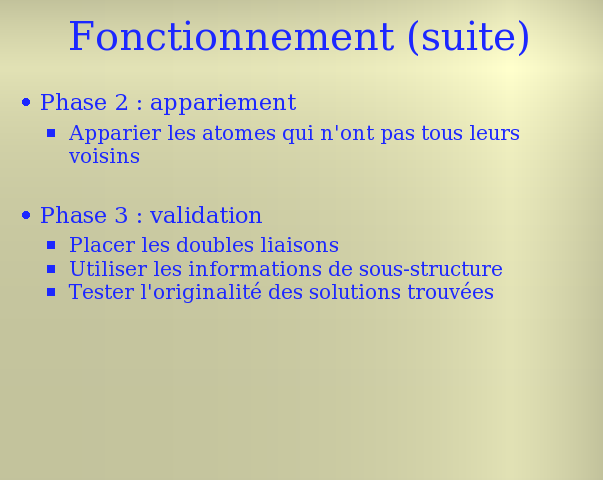 Fonctionnement (suite)
Phase 2 : appariement
Apparier les atomes qui n'ont pas tous leurs
voisins
Phase 3 : validation
Placer les doubles liaisons
Utiliser les informations de sous-structure
Tester l'originalité des solutions trouvées